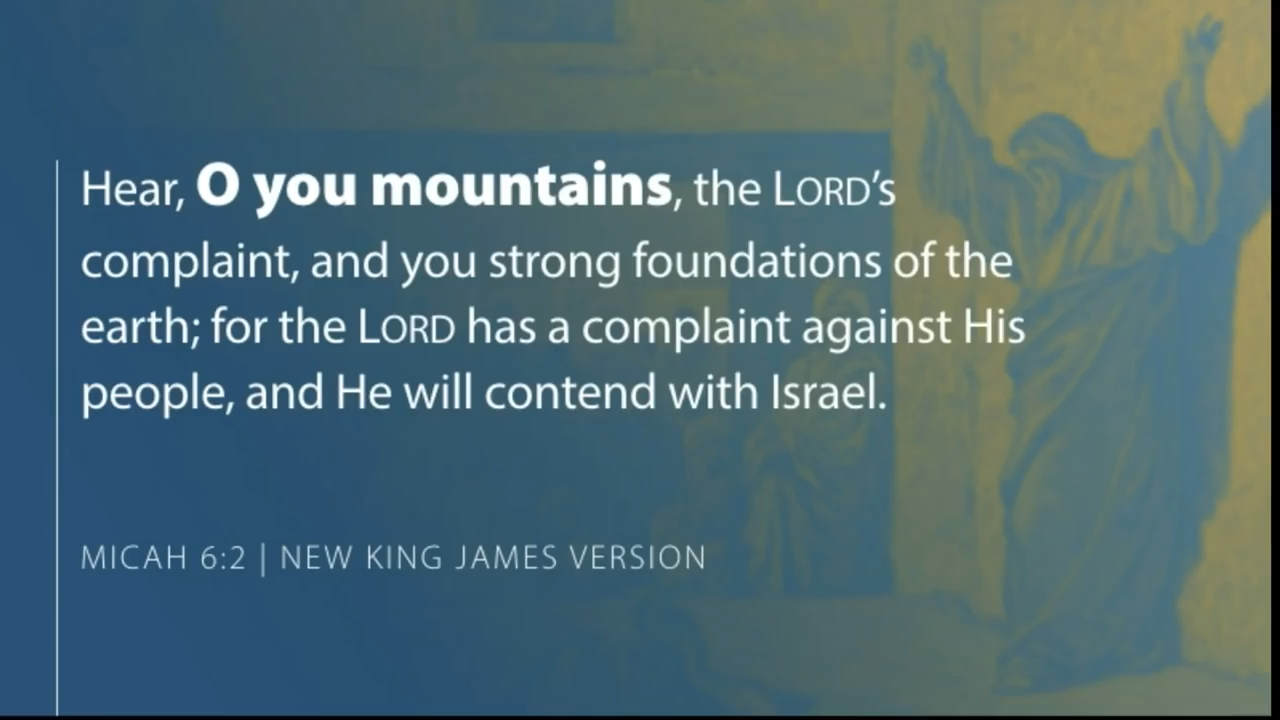 Hear, O you mountains, the LORD's
complaint, and you strong foundations of the
earth; for the LORD has a complaint against His
people, and He will contend with Israel.
MICAH 6:2 | NEW KING JAMES VERSION